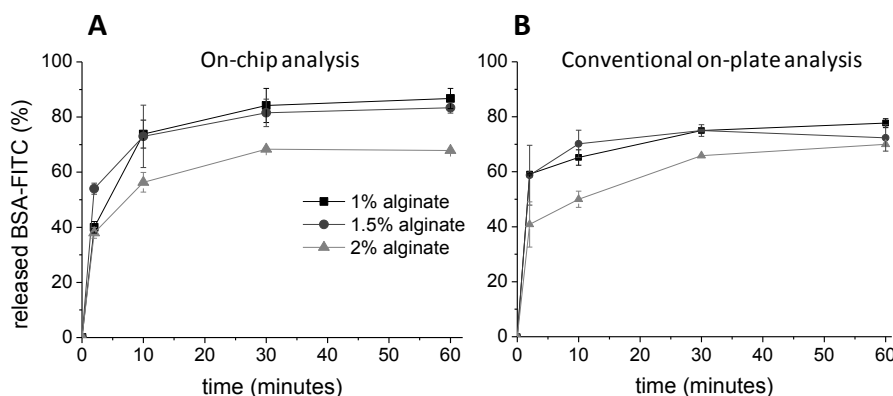 A
B
On-chip analysis
Conventional on-plate analysis
released BSA-FITC (%)
100
80
60
40
20
0
1% alginate
1.5% alginate
2% alginate
0 10 20 30 40 50 60
time (minutes)
100
80
60
40
20
0
0 10 20 30 40 50 60
time (minutes)